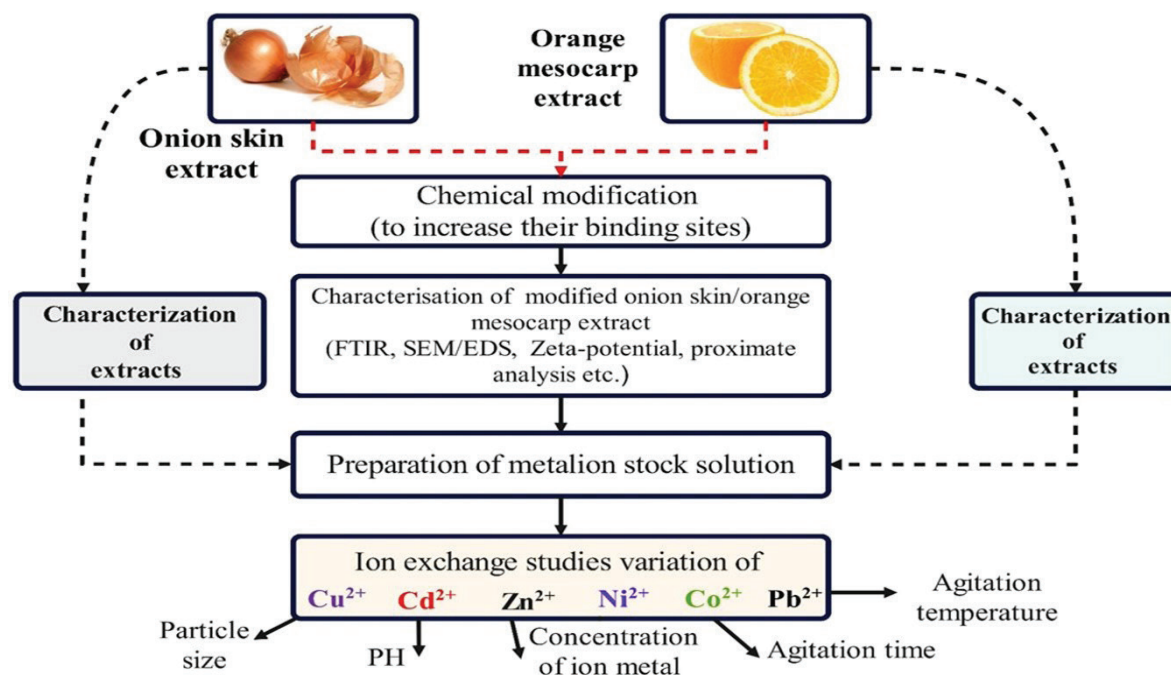 Orange
mesocarp
extract
Onion skin
extract
Chemical modification
(to increase their binding sites)
Characterisation of modified onion skin/orange
mesocarp extract
(FTIR, SEM/EDS, Zeta-potential, proximate
analysis etc.)
Characterization
of
extracts
Characterization
of
extracts
Preparation of metalion stock solution
Ion exchange studies variation of
Cu²⁺ Cd²⁺ Zn²⁺ Ni²⁺ Co²⁺ Pb²⁺
Agitation
temperature
Particle
size
PH
Concentration
of ion metal
Agitation time